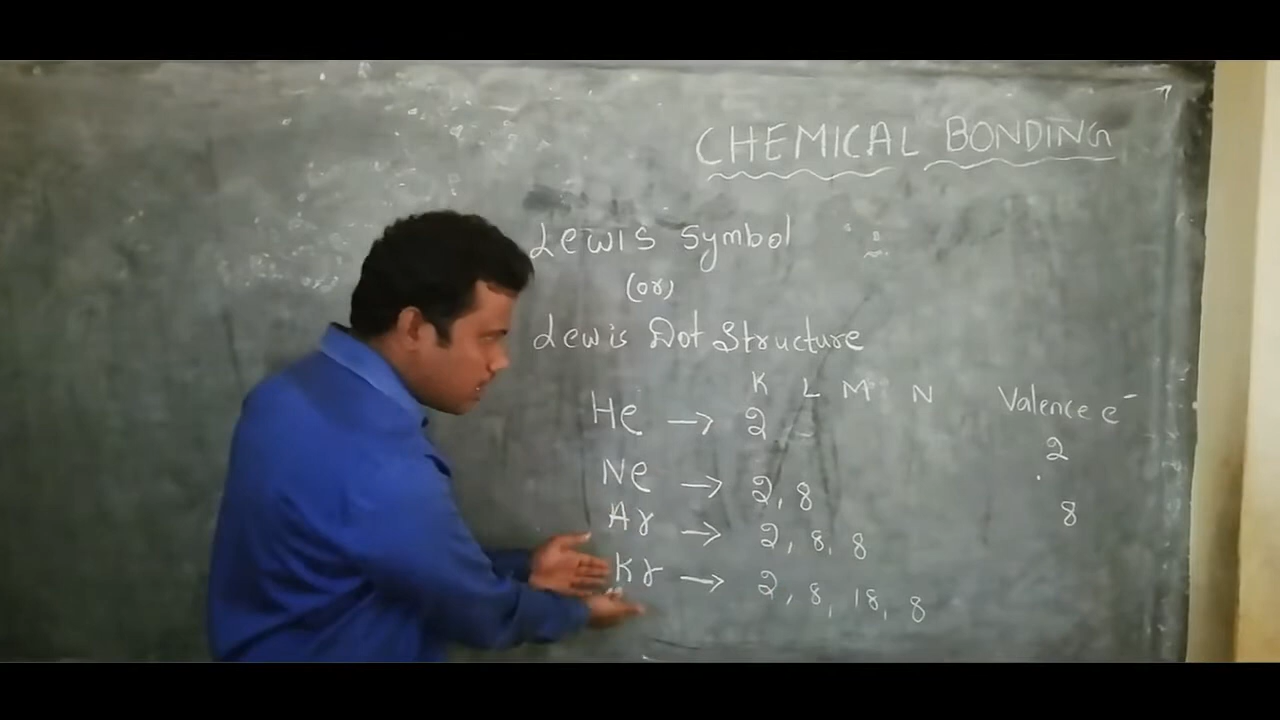 CHEMICAL BONDING
Lewis Symbol
(or)
Lewis Dot Structure
K L M N Valence e⁻
He → 2 2
Ne → 2, 8 8
Ar → 2, 8, 8
Kr → 2, 8, 18, 8